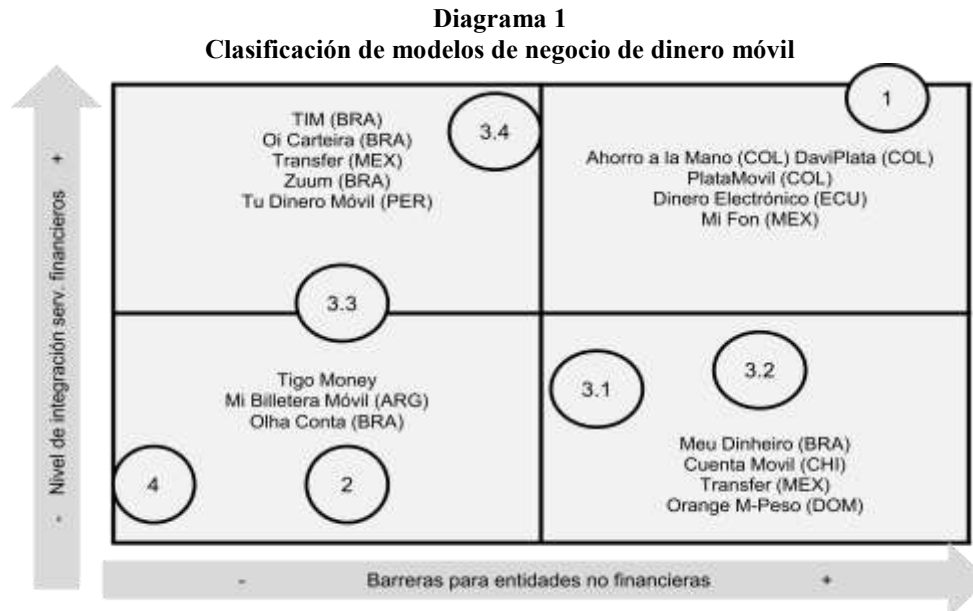 Diagrama 1
Clasificación de modelos de negocio de dinero móvil
+
Nivel de integración serv. financieros
-
TIM (BRA)
Oi Carteira (BRA)
Transfer (MEX)
Zuum (BRA)
Tu Dinero Móvil (PER)
3.4
1
Ahorro a la Mano (COL) DaviPlata (COL)
PlataMovil (COL)
Dinero Electrónico (ECU)
Mi Fon (MEX)
3.3
Tigo Money
Mi Billetera Móvil (ARG)
Olha Conta (BRA)
4
2
3.1
3.2
Meu Dinheiro (BRA)
Cuenta Movil (CHI)
Transfer (MEX)
Orange M-Peso (DOM)
- Barreras para entidades no financieras +